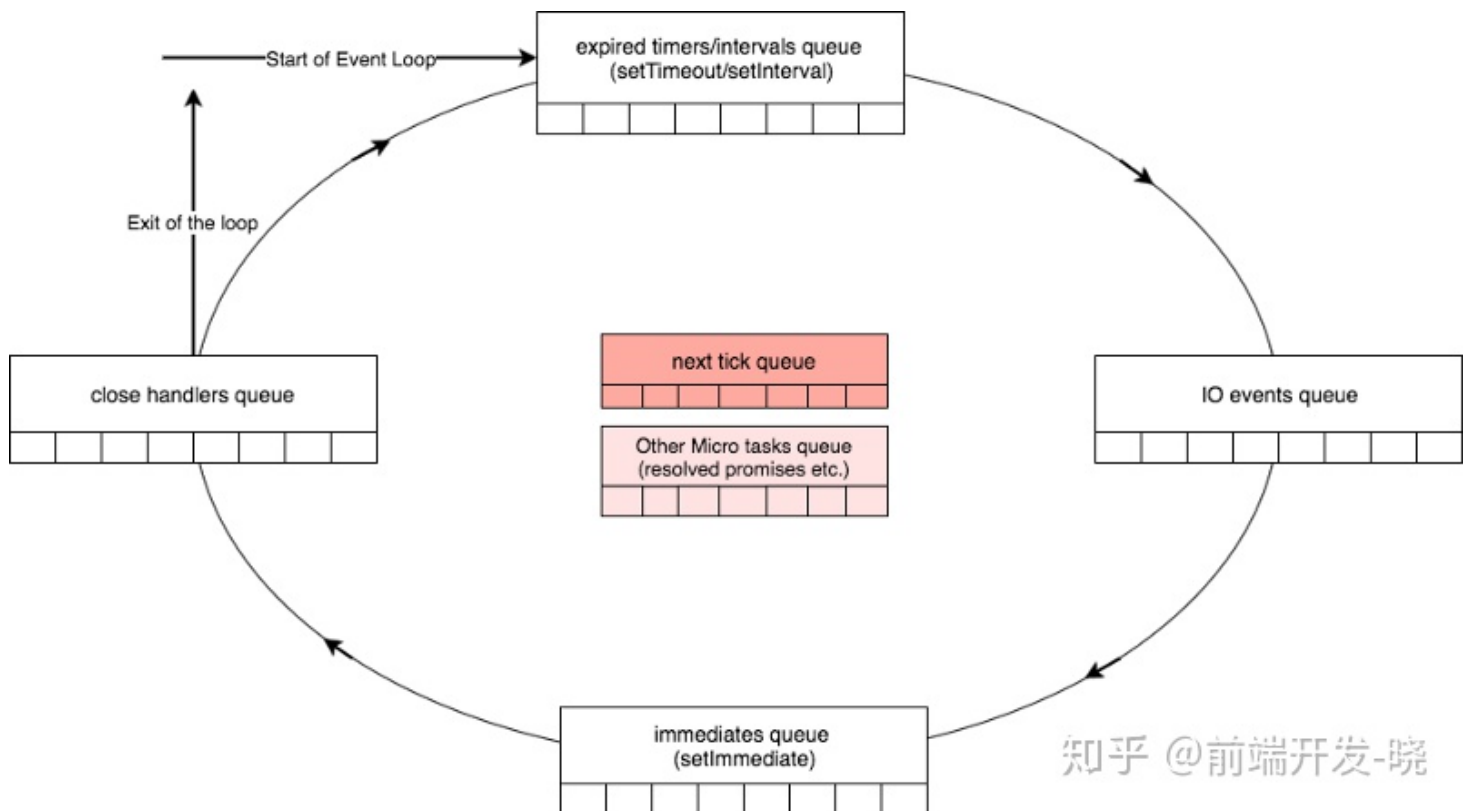 expired timers/intervals queue
(setTimeout/setInterval)
Start of Event Loop
Exit of the loop
next tick queue
close handlers queue
IO events queue
Other Micro tasks queue
(resolved promises etc.)
immediates queue
(setImmediate)
知乎 @前端开发-晓